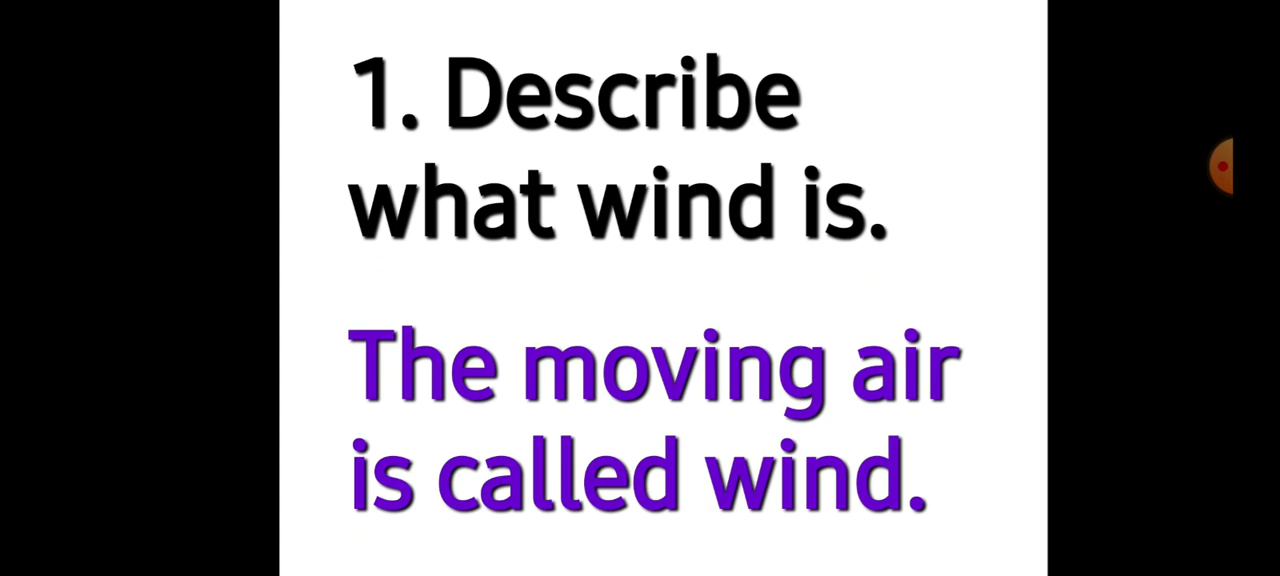 1. Describe
what wind is.
The moving air
is called wind.